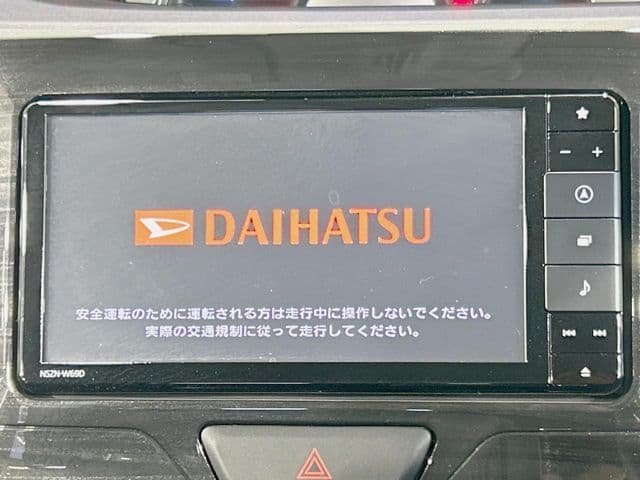 DAIHATSU
安全運転のために運転される方は走行中に操作しないでください。
実際の交通規制に従って走行してください。
NSZN-W69D